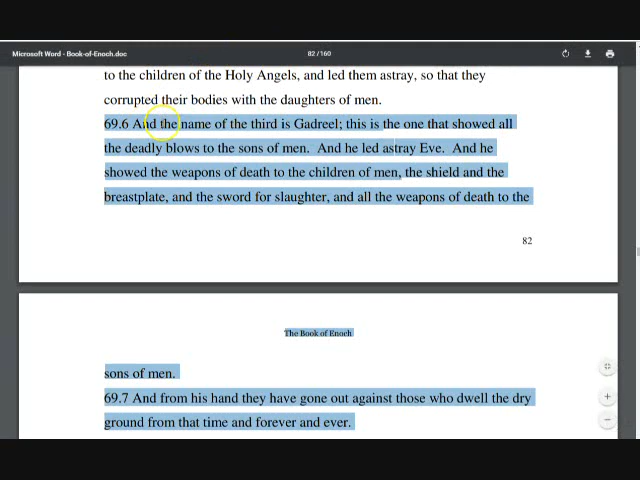 Microsoft Word - Book-of-Enoch.doc
82 / 160
to the children of the Holy Angels, and led them astray, so that they
corrupted their bodies with the daughters of men.
69.6 And the name of the third is Gadreel; this is the one that showed all
the deadly blows to the sons of men. And he led astray Eve. And he
showed the weapons of death to the children of men, the shield and the
breastplate, and the sword for slaughter, and all the weapons of death to the
82
The Book of Enoch
sons of men.
69.7 And from his hand they have gone out against those who dwell the dry
ground from that time and forever and ever.